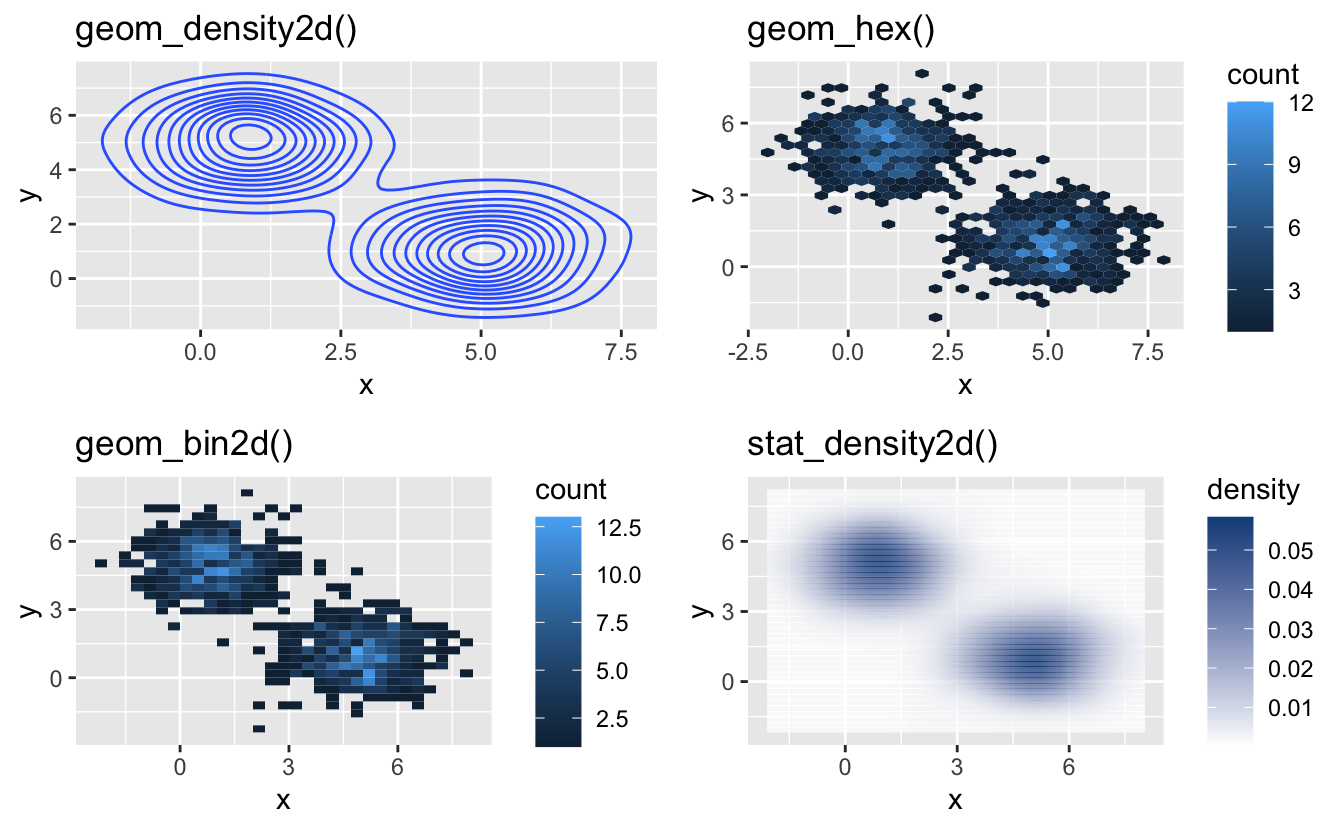 geom_density2d()
y
6
4
2
0
0.0 2.5 5.0 7.5
x
geom_hex()
y
6
3
0
-2.5 0.0 2.5 5.0 7.5
x
count
12
9
6
3
geom_bin2d()
y
6
3
0
0 3 6
x
count
12.5
10.0
7.5
5.0
2.5
stat_density2d()
y
6
3
0
0 3 6
x
density
0.05
0.04
0.03
0.02
0.01